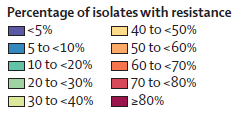 Percentage of isolates with resistance
<5%
5 to <10%
10 to <20%
20 to <30%
30 to <40%
40 to <50%
50 to <60%
60 to <70%
70 to <80%
≥80%